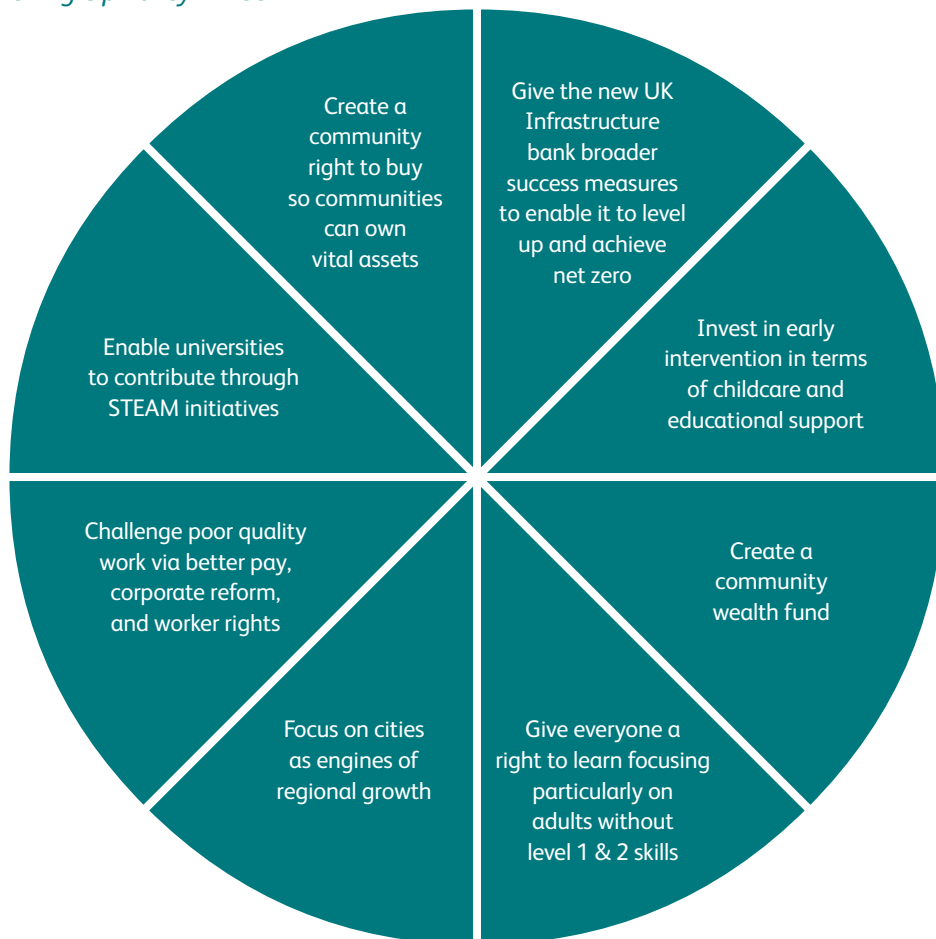 Give the new UK
Infrastructure
bank broader
success measures
to enable it to level
up and achieve
net zero
Invest in early
intervention in terms
of childcare and
educational support
Create a
community
wealth fund
Give everyone a
right to learn focusing
particularly on
adults without
level 1 & 2 skills
Focus on cities
as engines of
regional growth
Challenge poor quality
work via better pay,
corporate reform,
and worker rights
Enable universities
to contribute through
STEAM initiatives
Create a
community
right to buy
so communities
can own
vital assets